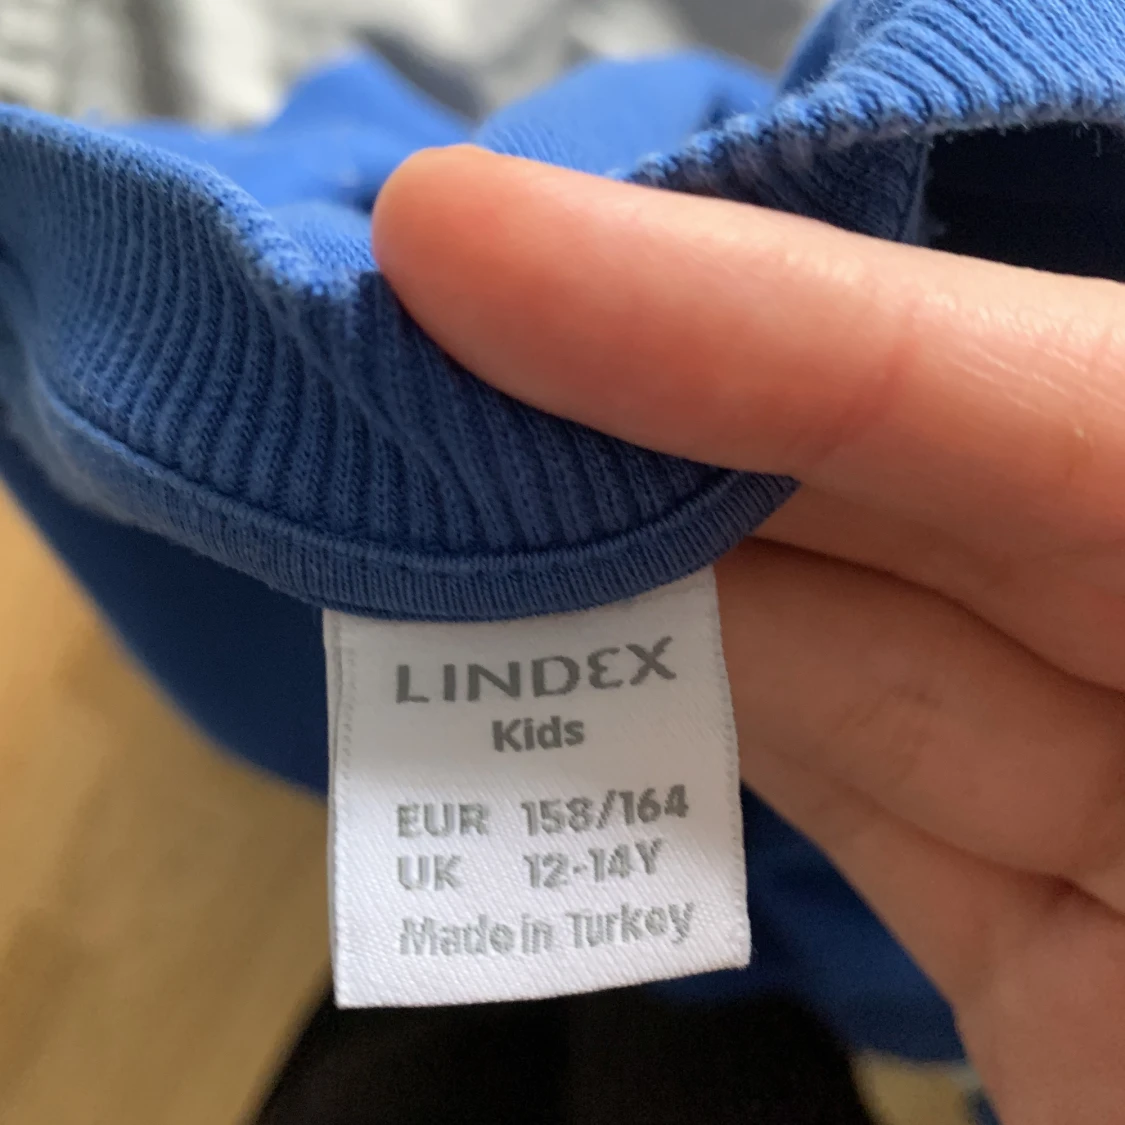 LINDEX
Kids
EUR 158/164
UK 12-14Y
Made in Turkey